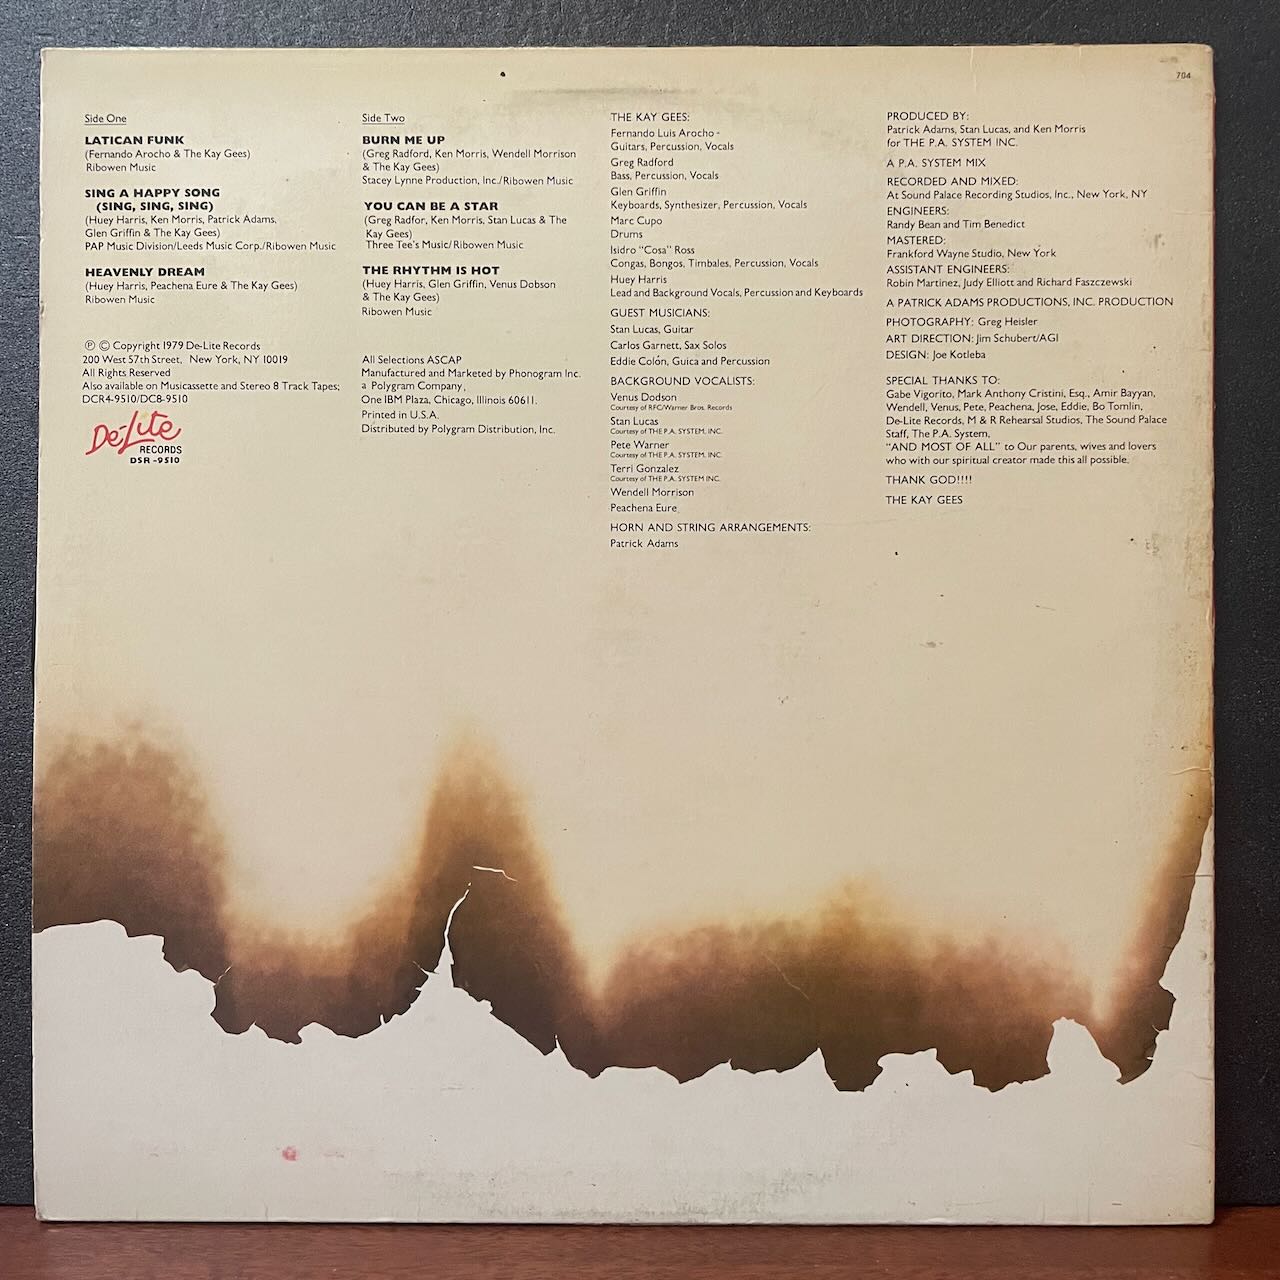 704
Side One
LATICAN FUNK
(Fernando Arocho & The Kay Gees)
Ribowen Music
SING A HAPPY SONG
(SING, SING, SING)
(Huey Harris, Ken Morris, Patrick Adams,
Glen Griffin & The Kay Gees)
PAP Music Division/Leeds Music Corp./Ribowen Music
HEAVENLY DREAM
(Huey Harris, Peachena Eure & The Kay Gees)
Ribowen Music
℗ © Copyright 1979 De-Lite Records
200 West 57th Street, New York, NY 10019
All Rights Reserved
Also available on Musicassette and Stereo 8 Track Tapes;
DCR4-9510/DC8-9510
De-Lite
RECORDS
DSR-9510
Side Two
BURN ME UP
(Greg Radford, Ken Morris, Wendell Morrison
& The Kay Gees)
Stacey Lynne Production, Inc./Ribowen Music
YOU CAN BE A STAR
(Greg Radfor, Ken Morris, Stan Lucas & The
Kay Gees)
Three Tee's Music/Ribowen Music
THE RHYTHM IS HOT
(Huey Harris, Glen Griffin, Venus Dobson
& The Kay Gees)
Ribowen Music
All Selections ASCAP
Manufactured and Marketed by Phonogram Inc.
a Polygram Company,
One IBM Plaza, Chicago, Illinois 60611.
Printed in U.S.A.
Distributed by Polygram Distribution, Inc.
THE KAY GEES:
Fernando Luis Arocho -
Guitars, Percussion, Vocals
Greg Radford
Bass, Percussion, Vocals
Glen Griffin
Keyboards, Synthesizer, Percussion, Vocals
Marc Cupo
Drums
Isidro "Cosa" Ross
Congas, Bongos, Timbales, Percussion, Vocals
Huey Harris
Lead and Background Vocals, Percussion and Keyboards
GUEST MUSICIANS:
Stan Lucas, Guitar
Carlos Garnett, Sax Solos
Eddie Colón, Guica and Percussion
BACKGROUND VOCALISTS:
Venus Dodson
Courtesy of RFC/Warner Bros. Records
Stan Lucas
Courtesy of THE P.A. SYSTEM, INC.
Pete Warner
Courtesy of THE P.A. SYSTEM, INC.
Terri Gonzalez
Courtesy of THE P.A. SYSTEM INC.
Wendell Morrison
Peachena Eure
HORN AND STRING ARRANGEMENTS:
Patrick Adams
PRODUCED BY:
Patrick Adams, Stan Lucas, and Ken Morris
for THE P.A. SYSTEM INC.
A P.A. SYSTEM MIX
RECORDED AND MIXED:
At Sound Palace Recording Studios, Inc., New York, NY
ENGINEERS:
Randy Bean and Tim Benedict
MASTERED:
Frankford Wayne Studio, New York
ASSISTANT ENGINEERS:
Robin Martinez, Judy Elliott and Richard Faszczewski
A PATRICK ADAMS PRODUCTIONS, INC. PRODUCTION
PHOTOGRAPHY: Greg Heisler
ART DIRECTION: Jim Schubert/AGI
DESIGN: Joe Kotleba
SPECIAL THANKS TO:
Gabe Vigorito, Mark Anthony Cristini, Esq., Amir Bayyan,
Wendell, Venus, Pete, Peachena, Jose, Eddie, Bo Tomlin,
De-Lite Records, M & R Rehearsal Studios, The Sound Palace
Staff, The P.A. System,
"AND MOST OF ALL" to Our parents, wives and lovers
who with our spiritual creator made this all possible.
THANK GOD!!!!
THE KAY GEES